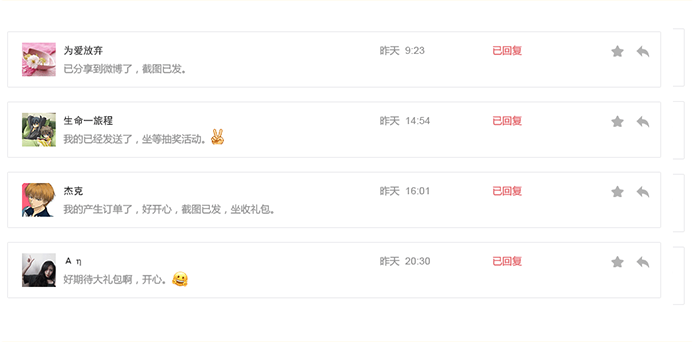 为爱放弃 昨天 9:23 已回复
已分享到微博了，截图已发。
生命一旅程 昨天 14:54 已回复
我的已经发送了，坐等抽奖活动。✌
杰克 昨天 16:01 已回复
我的产生订单了，好开心，截图已发，坐收礼包。
A η 昨天 20:30 已回复
好期待大礼包啊，开心。🤗